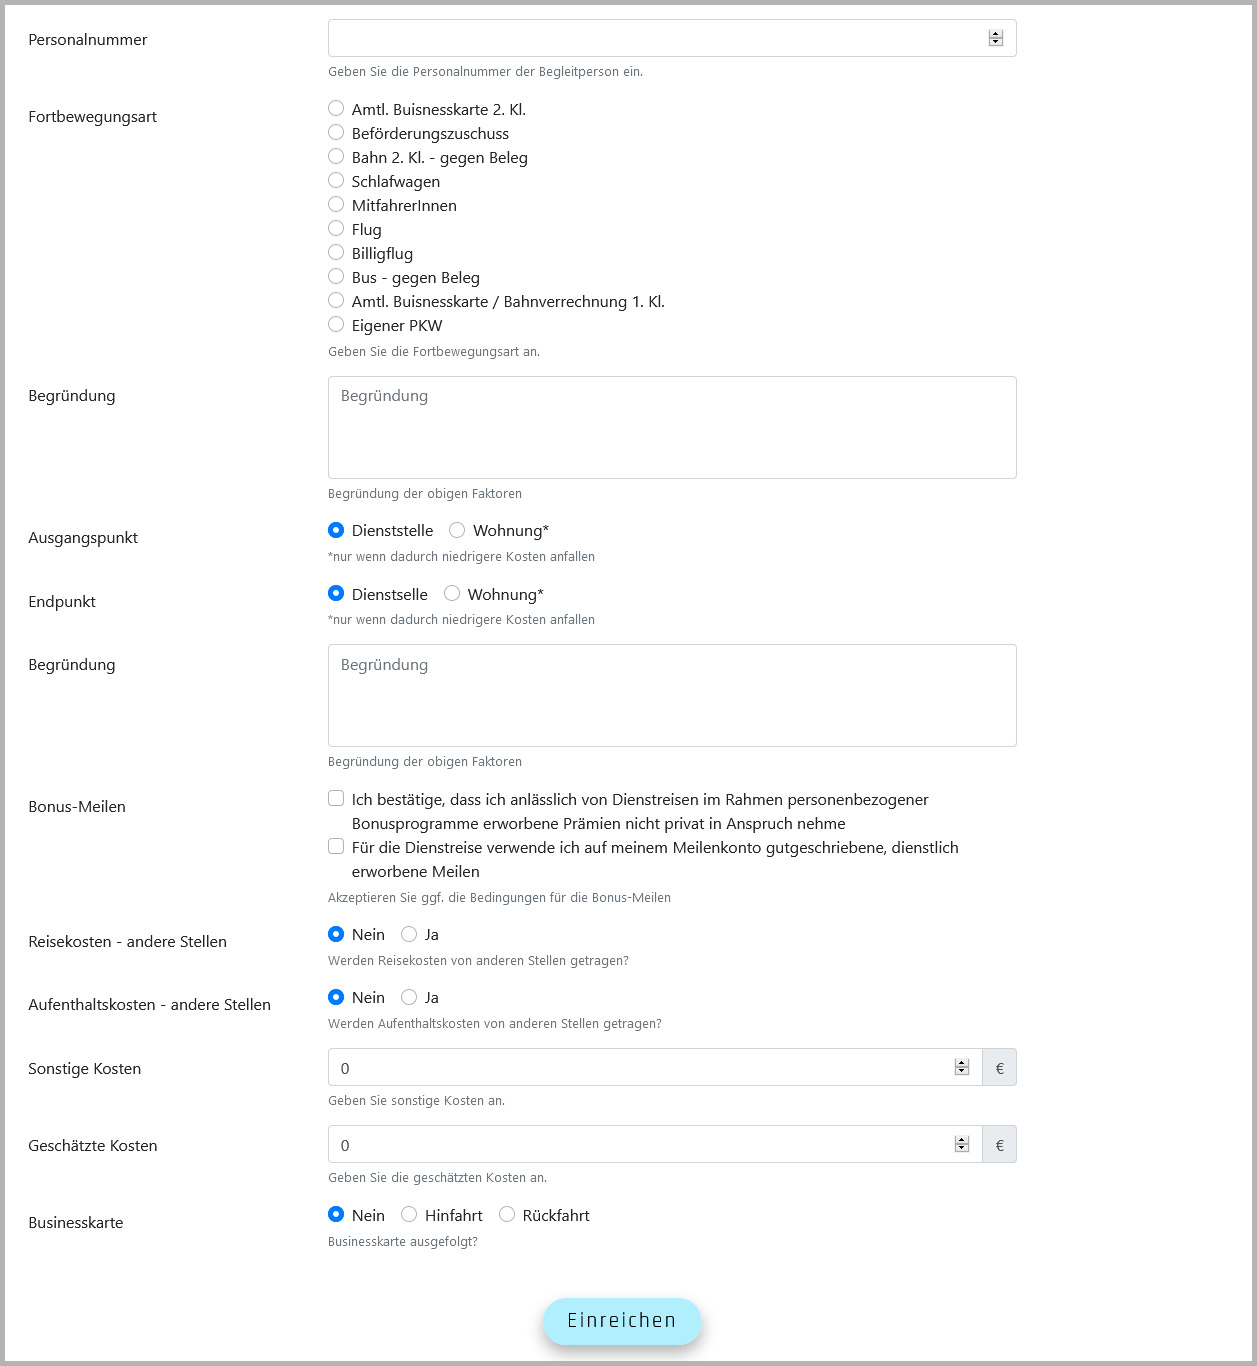 Personalnummer
Geben Sie die Personalnummer der Begleitperson ein.
Fortbewegungsart
Amtl. Buisnesskarte 2. Kl.
Beförderungszuschuss
Bahn 2. Kl. - gegen Beleg
Schlafwagen
MitfahrerInnen
Flug
Billigflug
Bus - gegen Beleg
Amtl. Buisnesskarte / Bahnverrechnung 1. Kl.
Eigener PKW
Geben Sie die Fortbewegungsart an.
Begründung
Begründung
Begründung der obigen Faktoren
Ausgangspunkt
Dienststelle Wohnung*
*nur wenn dadurch niedrigere Kosten anfallen
Endpunkt
Dienstselle Wohnung*
*nur wenn dadurch niedrigere Kosten anfallen
Begründung
Begründung
Begründung der obigen Faktoren
Bonus-Meilen
Ich bestätige, dass ich anlässlich von Dienstreisen im Rahmen personenbezogener
Bonusprogramme erworbene Prämien nicht privat in Anspruch nehme
Für die Dienstreise verwende ich auf meinem Meilenkonto gutgeschriebene, dienstlich
erworbene Meilen
Akzeptieren Sie ggf. die Bedingungen für die Bonus-Meilen
Reisekosten - andere Stellen
Nein Ja
Werden Reisekosten von anderen Stellen getragen?
Aufenthaltskosten - andere Stellen
Nein Ja
Werden Aufenthaltskosten von anderen Stellen getragen?
Sonstige Kosten
0 €
Geben Sie sonstige Kosten an.
Geschätzte Kosten
0 €
Geben Sie die geschätzten Kosten an.
Businesskarte
Nein Hinfahrt Rückfahrt
Businesskarte ausgefolgt?
Einreichen